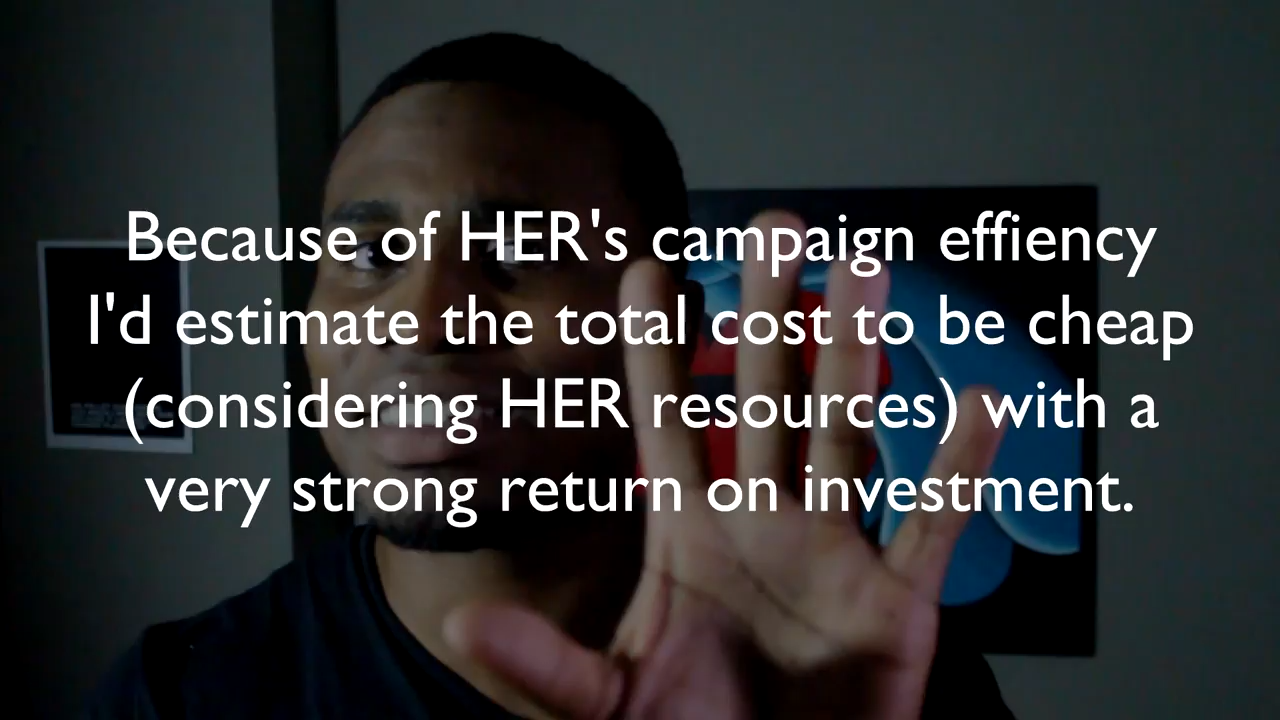 Because of HER's campaign effiency
I'd estimate the total cost to be cheap
(considering HER resources) with a
very strong return on investment.